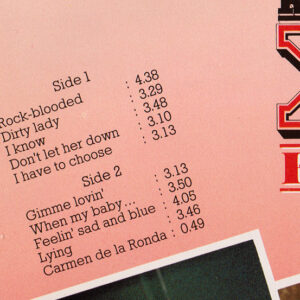 Side 1
Rock-blooded : 4.38
Dirty lady : 3.29
I know : 3.48
Don't let her down : 3.10
I have to choose : 3.13
Side 2
Gimme lovin' : 3.13
When my baby... : 3.50
Feelin' sad and blue : 4.05
Lying : 3.46
Carmen de la Ronda : 0.49